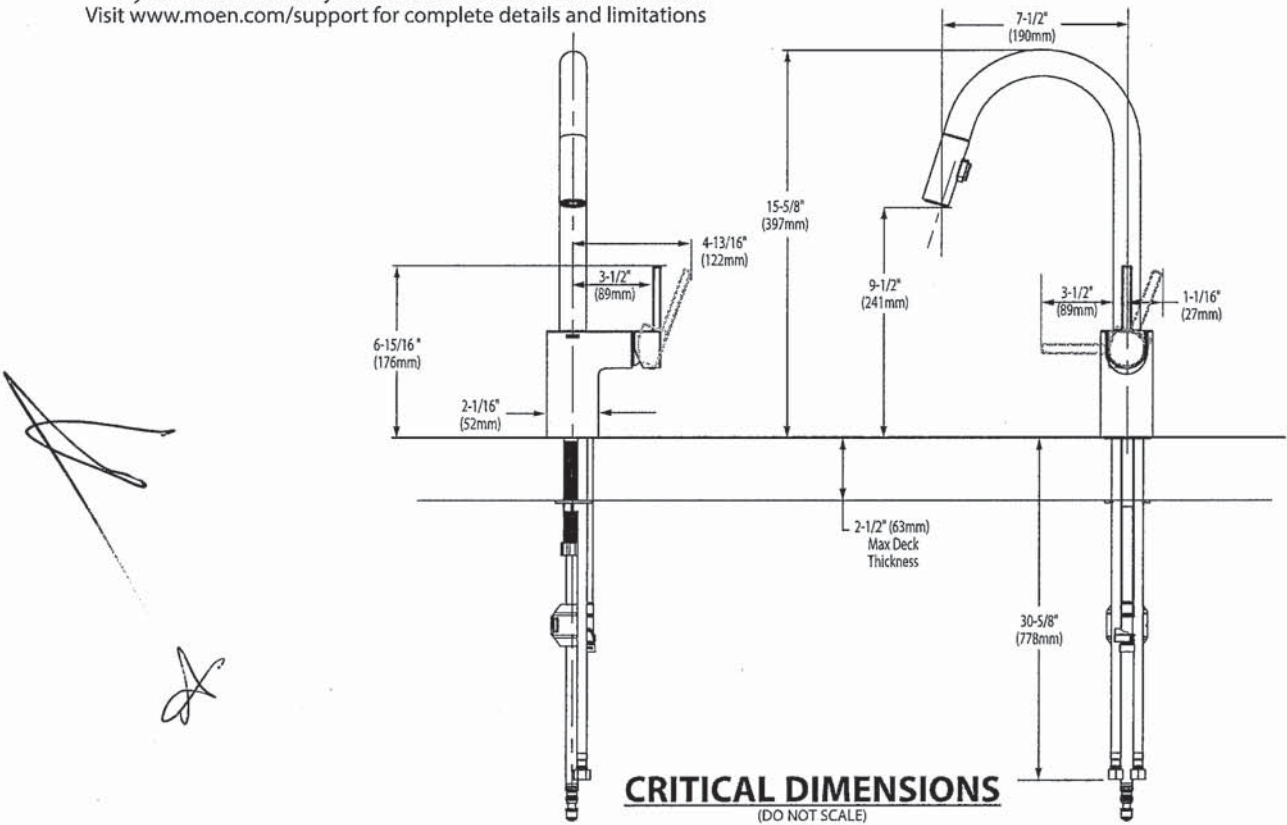 Visit www.moen.com/support for complete details and limitations
7-1/2"
(190mm)
15-5/8"
(397mm)
4-13/16"
(122mm)
3-1/2"
(89mm)
9-1/2"
(241mm)
3-1/2"
(89mm)
1-1/16"
(27mm)
6-15/16"
(176mm)
2-1/16"
(52mm)
2-1/2" (63mm)
Max Deck
Thickness
30-5/8"
(778mm)
CRITICAL DIMENSIONS
(DO NOT SCALE)